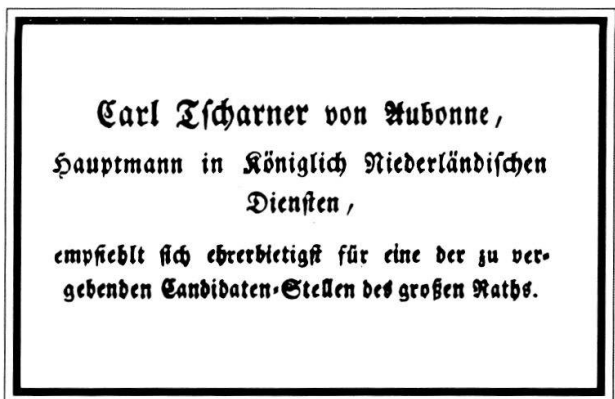 Carl Tscharner von Aubonne,
Hauptmann in Königlich Niederländischen
Diensten,
empfiehlt sich ehrerbietigst für eine der zu ver-
gebenden Candidaten-Stellen des großen Raths.